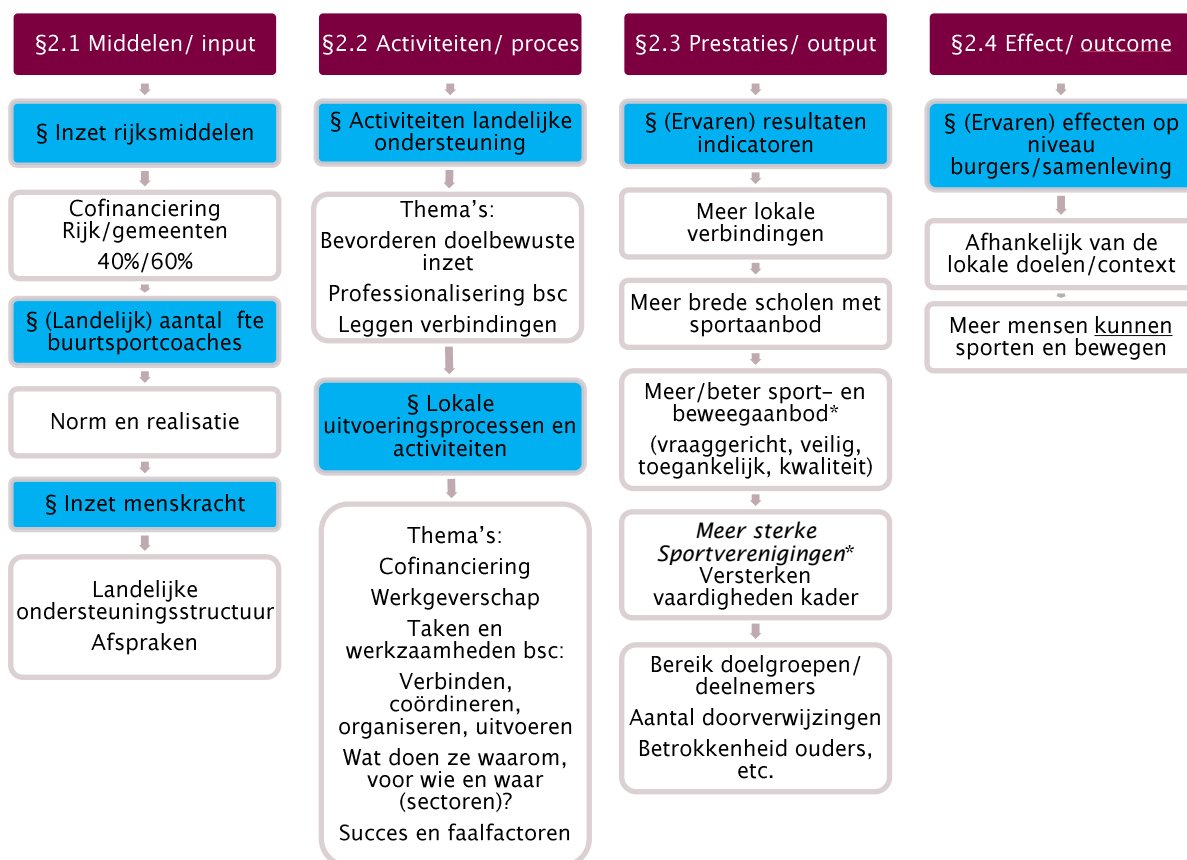 §2.1 Middelen/ input
§ Inzet rijksmiddelen
Cofinanciering
Rijk/gemeenten
40%/60%
§ (Landelijk) aantal  fte
buurtsportcoaches
Norm en realisatie
§ Inzet menskracht
Landelijke
ondersteuningsstructuur
Afspraken
§2.2 Activiteiten/ proces
§ Activiteiten landelijke
ondersteuning
Thema's:
Bevorderen doelbewuste
inzet
Professionalisering bsc
Leggen verbindingen
§ Lokale
uitvoeringsprocessen en
activiteiten
Thema's:
Cofinanciering
Werkgeverschap
Taken en
werkzaamheden bsc:
Verbinden,
coördineren,
organiseren, uitvoeren
Wat doen ze waarom,
voor wie en waar
(sectoren)?
Succes en faalfactoren
§2.3 Prestaties/ output
§ (Ervaren) resultaten
indicatoren
Meer lokale
verbindingen
Meer brede scholen met
sportaanbod
Meer/beter sport- en
beweegaanbod*
(vraaggericht, veilig,
toegankelijk, kwaliteit)
Meer sterke
Sportverenigingen*
Versterken
vaardigheden kader
Bereik doelgroepen/
deelnemers
Aantal doorverwijzingen
Betrokkenheid ouders,
etc.
§2.4 Effect/ outcome
§ (Ervaren) effecten op
niveau
burgers/samenleving
Afhankelijk van de
lokale doelen/context
Meer mensen kunnen
sporten en bewegen